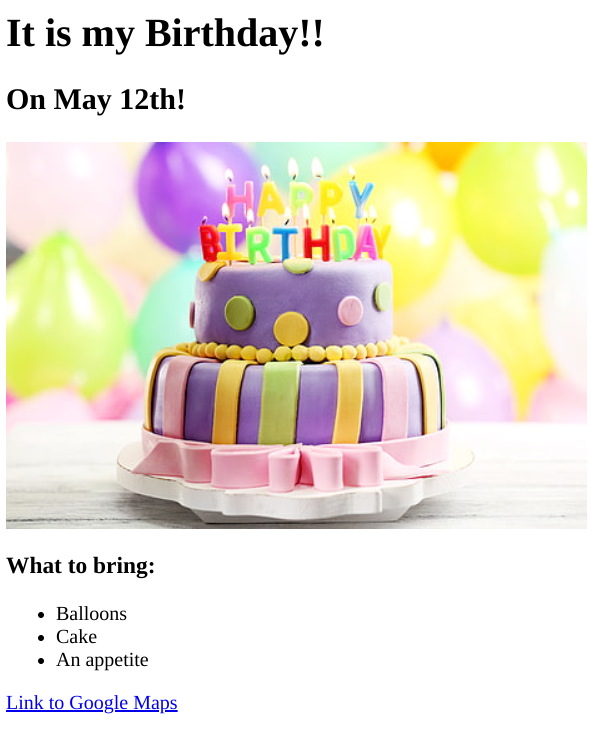 It is my Birthday!!
On May 12th!
HAPPY
BIRTHDAY
What to bring:
Balloons
Cake
An appetite
Link to Google Maps